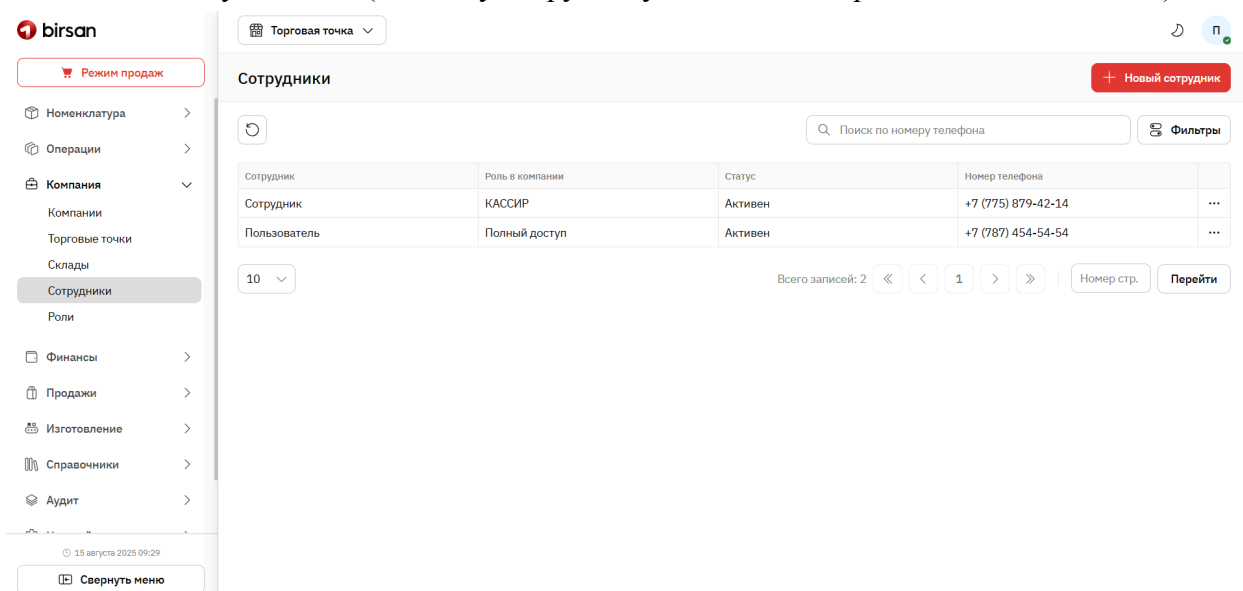 birsan
Торговая точка
П
Режим продаж
Сотрудники
Новый сотрудник
Номенклатура
Операции
Компания
Компании
Торговые точки
Склады
Сотрудники
Роли
Финансы
Продажи
Изготовление
Справочники
Аудит
15 августа 2025 09:29
Свернуть меню
Поиск по номеру телефона
Фильтры
Сотрудник Роль в компании Статус Номер телефона
Сотрудник КАССИР Активен +7 (775) 879-42-14 ...
Пользователь Полный доступ Активен +7 (787) 454-54-54 ...
10 Всего записей: 2 1 Номер стр. Перейти